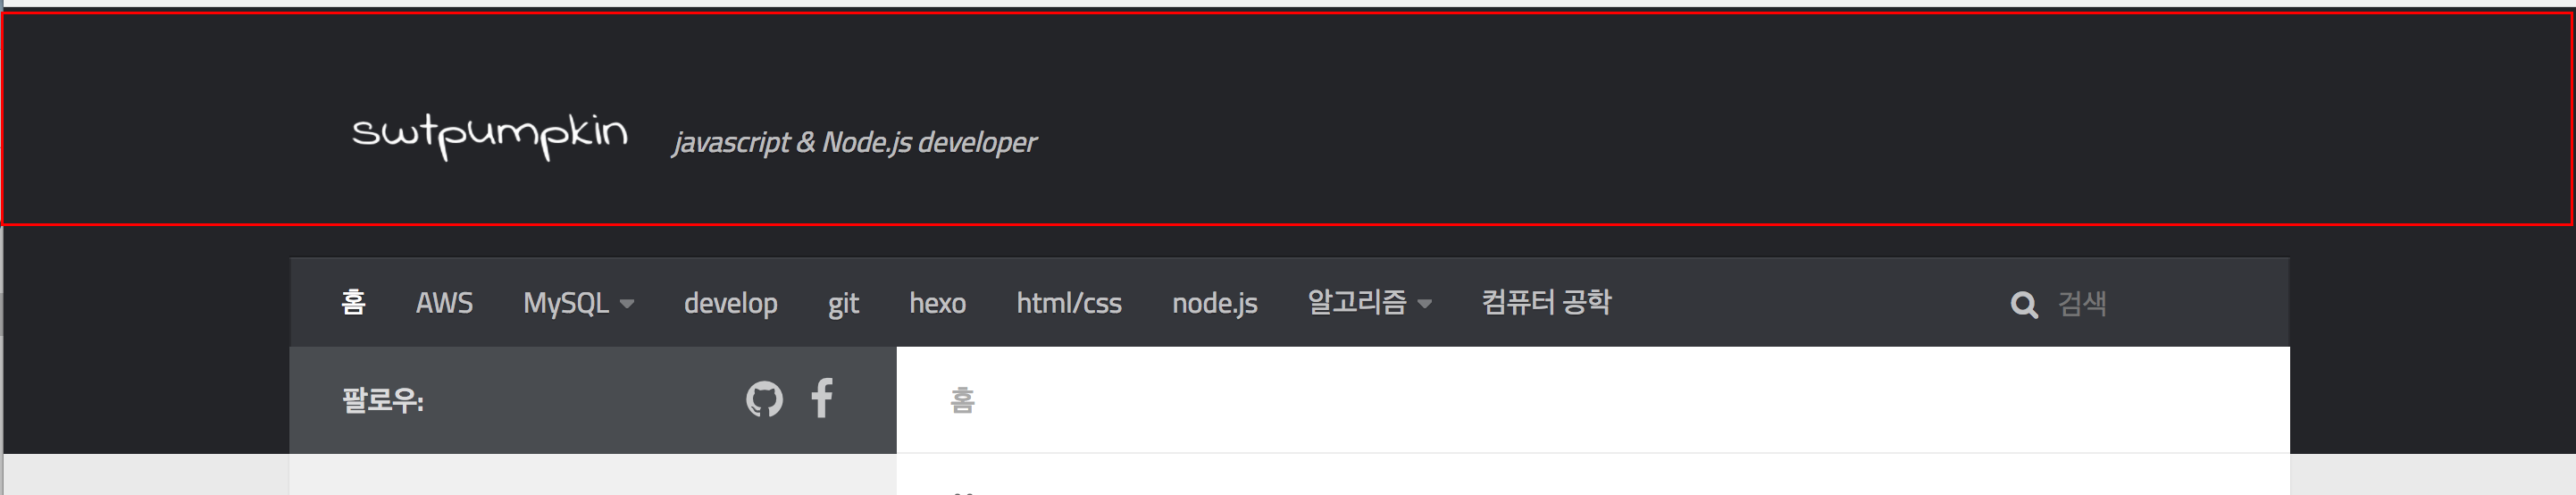 swtpumpkin javascript & Node.js developer
홈 AWS MySQL develop git hexo html/css node.js 알고리즘 컴퓨터 공학 검색
팔로우: 홈